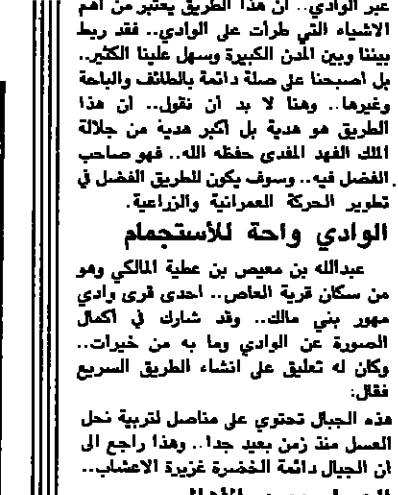 عبر الوادي.. ان هذا الطريق يعتبر من اهم
الاشياء التي طرأت على الوادي.. فقد ربط
بيننا وبين المدن الكبيرة وسهل علينا الكثير..
بل اصبحنا على صلة دائمة بالطائف والباحة
وغيرها.. وهنا لا بد أن نقول.. ان هذا
الطريق هو هدية بل اكبر هدية من جلالة
الملك الفهد المفدى حفظه الله.. فهو صاحب
الفضل فيه.. وسوف يكون للطريق الفضل في
تطوير الحركة العمرانية والزراعية.
الوادي واحة للأستجمام
عبدالله بن معيض بن عطية المالكي وهو
من سكان قرية العاص.. احدى قرى وادي
مهور بني مالك.. وقد شارك في اكمال
الصورة عن الوادي وما به من خيرات..
وكان له تعليق على انشاء الطريق السريع
فقال:
هذه الجبال تحتوي على مناصل لتربية نحل
العسل منذ زمن بعيد جدا.. وهذا راجع الى
ان الجبال دائمة الخضرة غزيرة الاعشاب..